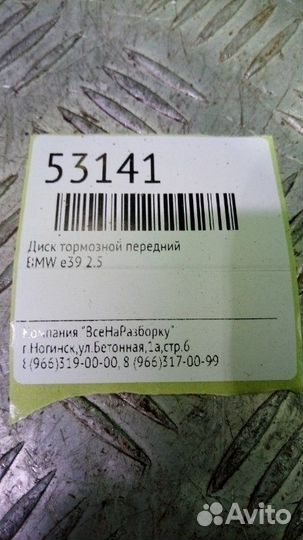 53141
Диск тормозной передний
BMW e39 2.5
Компания "ВсеНаРазборку"
г.Ногинск,ул.Бетонная,1а,стр.6
8(966)319-00-00, 8 (966)317-00-99
Avito